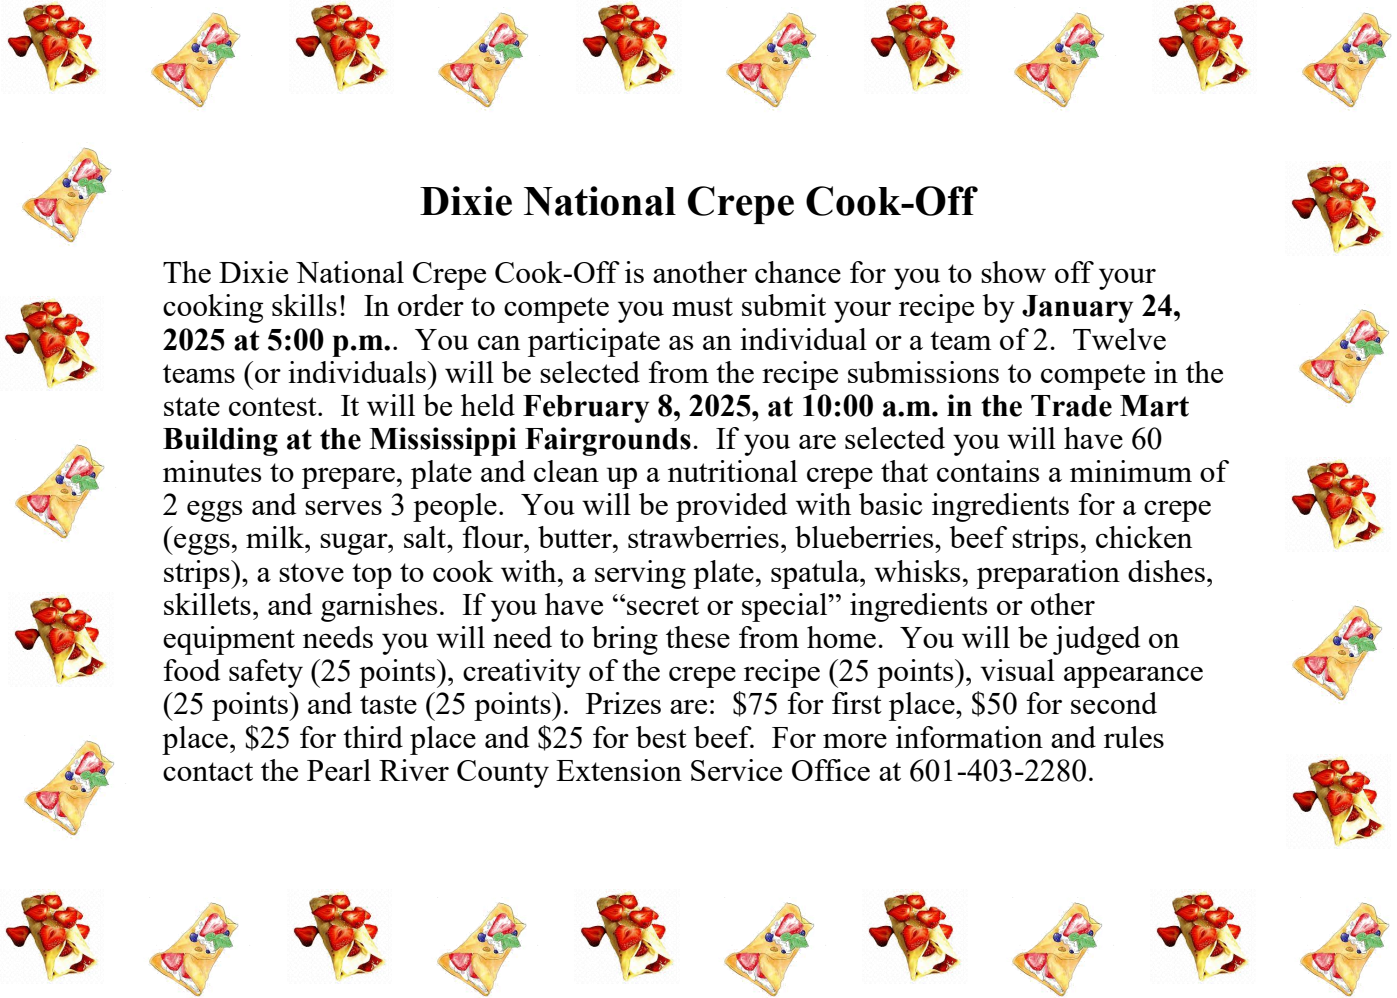 Dixie National Crepe Cook-Off
The Dixie National Crepe Cook-Off is another chance for you to show off your
cooking skills!  In order to compete you must submit your recipe by January 24,
2025 at 5:00 p.m..  You can participate as an individual or a team of 2.  Twelve
teams (or individuals) will be selected from the recipe submissions to compete in the
state contest.  It will be held February 8, 2025, at 10:00 a.m. in the Trade Mart
Building at the Mississippi Fairgrounds.  If you are selected you will have 60
minutes to prepare, plate and clean up a nutritional crepe that contains a minimum of
2 eggs and serves 3 people.  You will be provided with basic ingredients for a crepe
(eggs, milk, sugar, salt, flour, butter, strawberries, blueberries, beef strips, chicken
strips), a stove top to cook with, a serving plate, spatula, whisks, preparation dishes,
skillets, and garnishes.  If you have “secret or special” ingredients or other
equipment needs you will need to bring these from home.  You will be judged on
food safety (25 points), creativity of the crepe recipe (25 points), visual appearance
(25 points) and taste (25 points).  Prizes are:  $75 for first place, $50 for second
place, $25 for third place and $25 for best beef.  For more information and rules
contact the Pearl River County Extension Service Office at 601-403-2280.